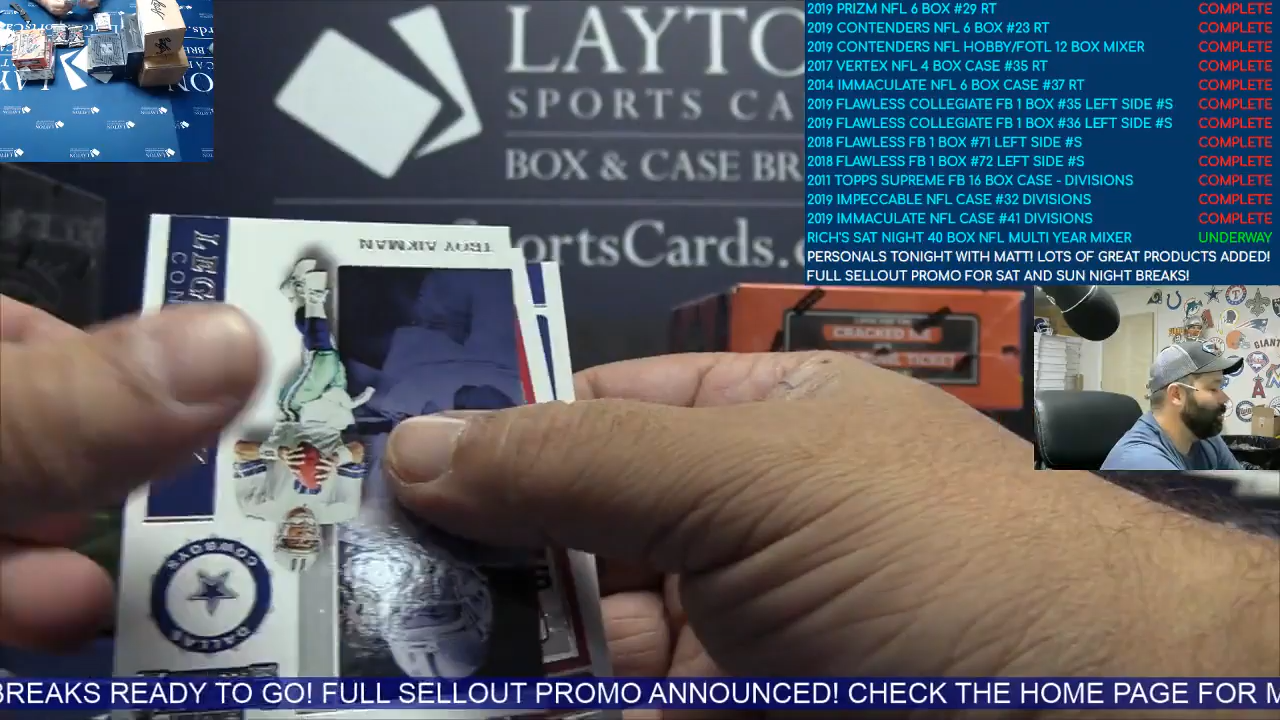 2019 PRIZM NFL 6 BOX #29 RT COMPLETE
2019 CONTENDERS NFL 6 BOX #23 RT COMPLETE
2019 CONTENDERS NFL HOBBY/FOTL 12 BOX MIXER COMPLETE
2017 VERTEX NFL 4 BOX CASE #35 RT COMPLETE
2014 IMMACULATE NFL 6 BOX CASE #37 RT COMPLETE
2019 FLAWLESS COLLEGIATE FB 1 BOX #35 LEFT SIDE #S COMPLETE
2019 FLAWLESS COLLEGIATE FB 1 BOX #36 LEFT SIDE #S COMPLETE
2018 FLAWLESS FB 1 BOX #71 LEFT SIDE #S COMPLETE
2018 FLAWLESS FB 1 BOX #72 LEFT SIDE #S COMPLETE
2011 TOPPS SUPREME FB 16 BOX CASE - DIVISIONS COMPLETE
2019 IMPECCABLE NFL CASE #32 DIVISIONS COMPLETE
2019 IMMACULATE NFL CASE #41 DIVISIONS COMPLETE
RICH'S SAT NIGHT 40 BOX NFL MULTI YEAR MIXER UNDERWAY
PERSONALS TONIGHT WITH MATT! LOTS OF GREAT PRODUCTS ADDED!
FULL SELLOUT PROMO FOR SAT AND SUN NIGHT BREAKS!
LAYTO
SPORTS CA
BOX & CASE BR
ortsCards.
TROY AIKMAN
LEG
CON
COWBOYS
DALLAS
CRACKED ICE
TICKET
GIANTS
BREAKS READY TO GO! FULL SELLOUT PROMO ANNOUNCED! CHECK THE HOME PAGE FOR M